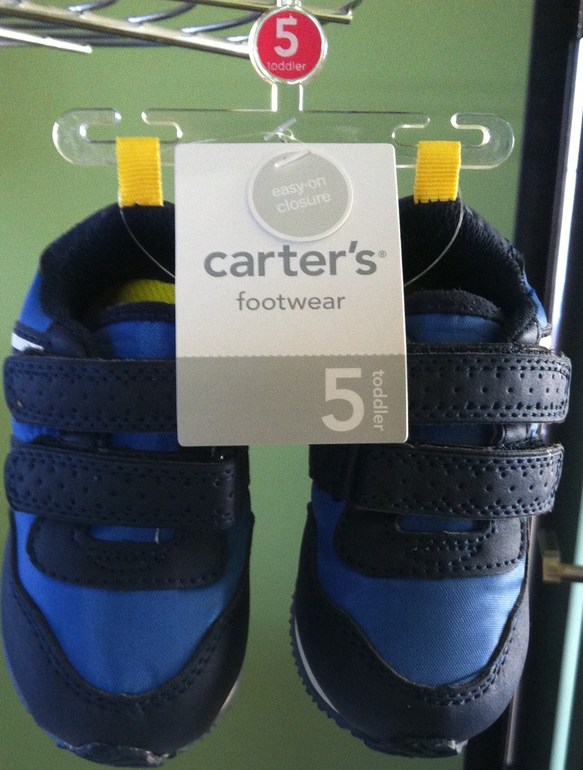 5
toddler
easy-on
closure
carter's®
footwear
5
toddler